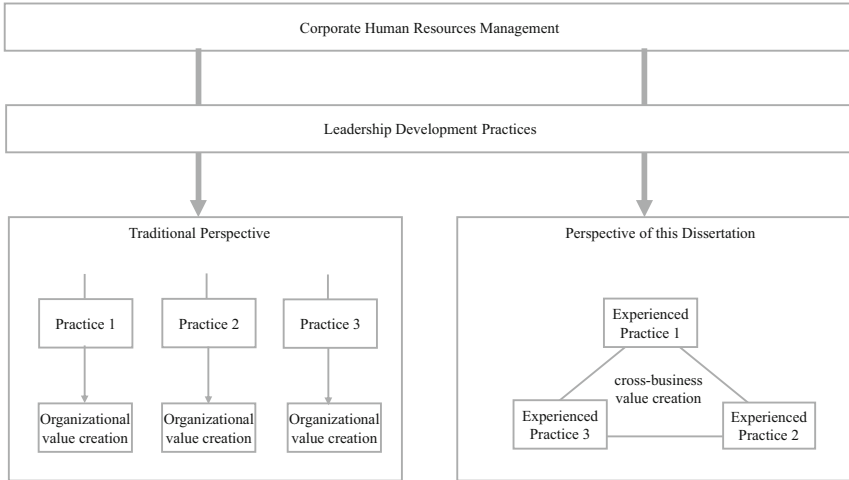 Corporate Human Resources Management
Leadership Development Practices
Traditional Perspective
Practice 1
Practice 2
Practice 3
Organizational
value creation
Organizational
value creation
Organizational
value creation
Perspective of this Dissertation
Experienced
Practice 1
cross-business
value creation
Experienced
Practice 3
Experienced
Practice 2